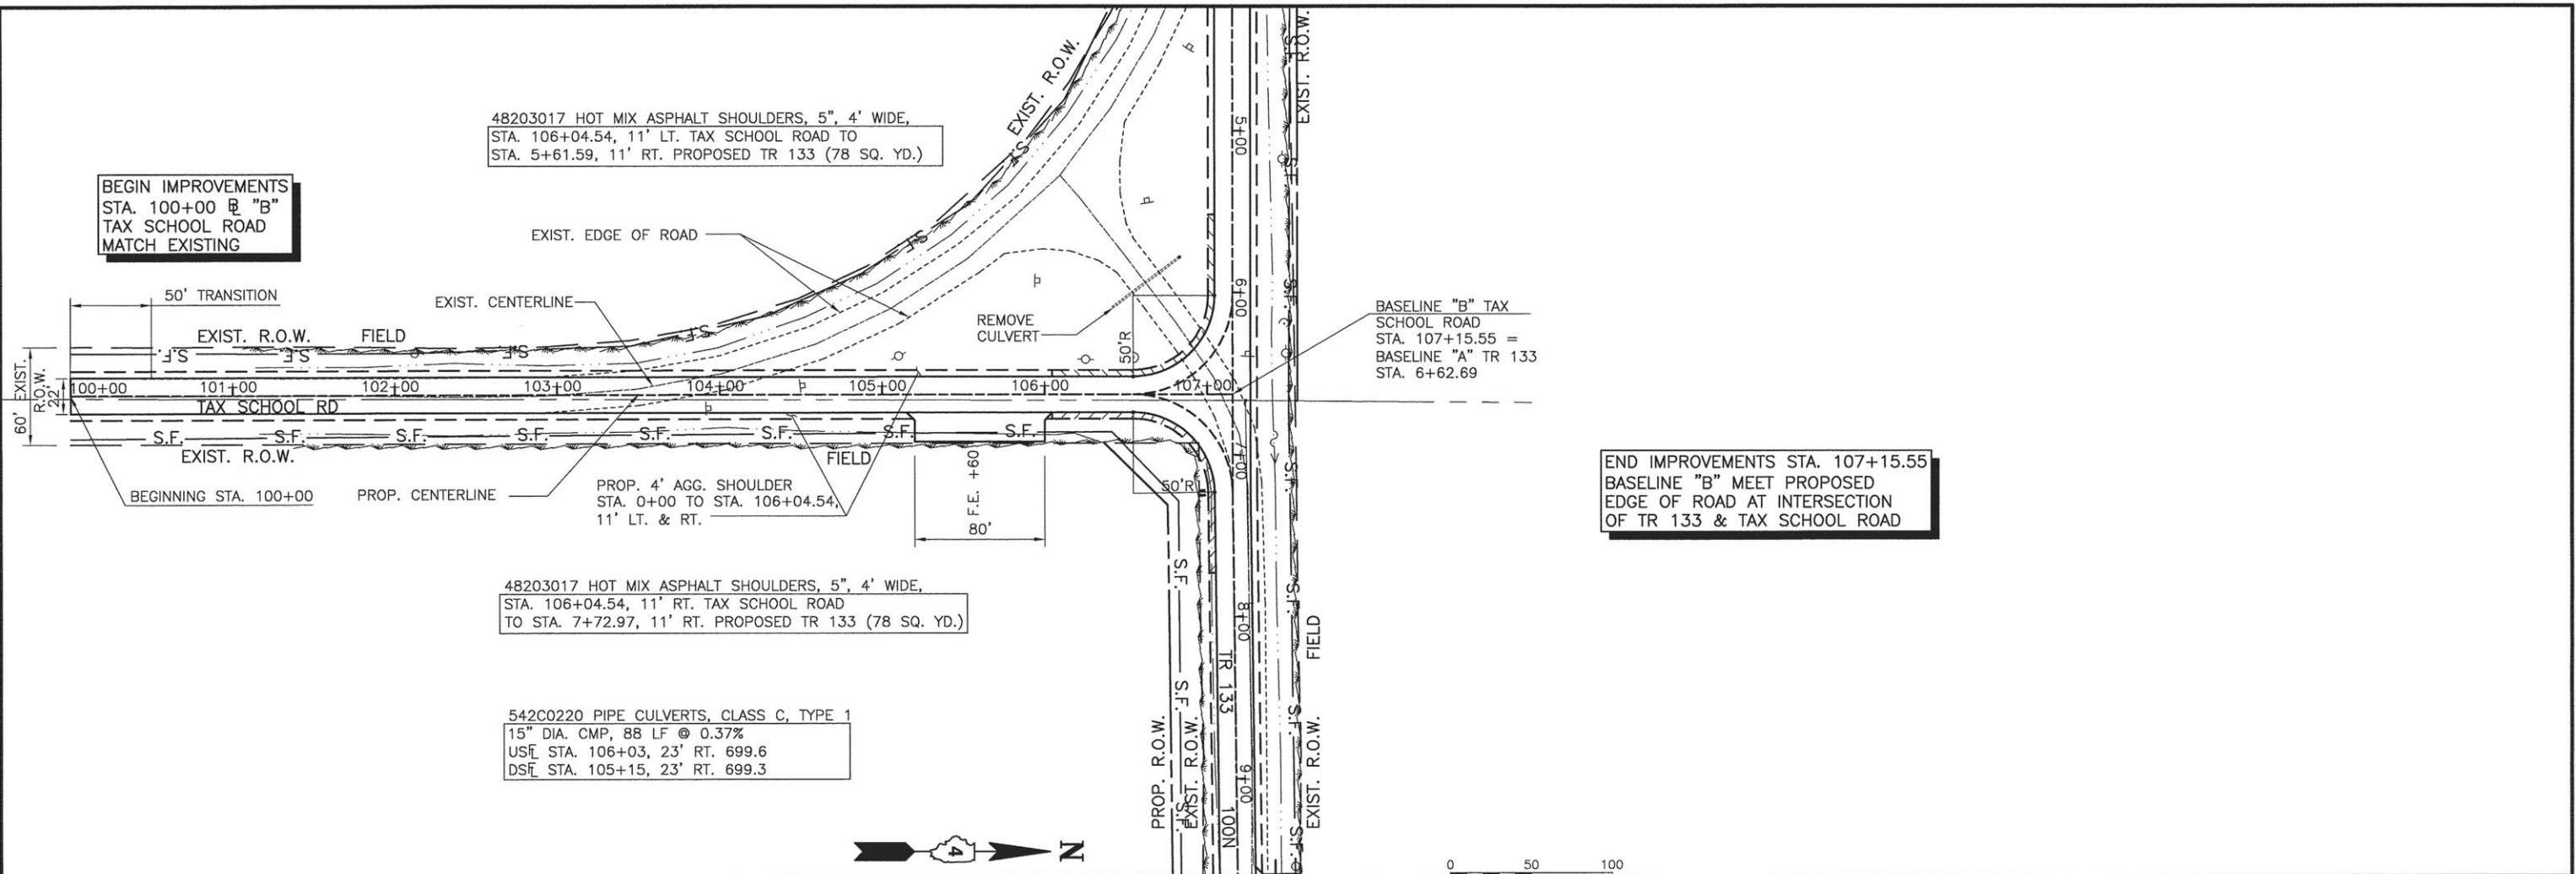 48203017 HOT MIX ASPHALT SHOULDERS, 5", 4' WIDE,
STA. 106+04.54, 11' LT. TAX SCHOOL ROAD TO
STA. 5+61.59, 11' RT. PROPOSED TR 133 (78 SQ. YD.)
BEGIN IMPROVEMENTS
STA. 100+00 BL "B"
TAX SCHOOL ROAD
MATCH EXISTING
EXIST. R.O.W.
EXIST. R.O.W.
S.F.
S.F.
5+00
S.F.
S.F.
EXIST. EDGE OF ROAD
S.F.
50' TRANSITION
EXIST. CENTERLINE
6+00
S.F.
REMOVE
CULVERT
50'R
BASELINE "B" TAX
SCHOOL ROAD
STA. 107+15.55 =
BASELINE "A" TR 133
STA. 6+62.69
EXIST. R.O.W.
FIELD
S.F.
S.F.
S.F.
S.F.
60' EXIST.
R.O.W.
22'
100+00
101+00
102+00
103+00
104+00
105+00
106+00
107+00
TAX SCHOOL RD
S.F.
S.F.
S.F.
S.F.
S.F.
S.F.
S.F.
S.F.
EXIST. R.O.W.
FIELD
7+00
S.F.
BEGINNING STA. 100+00
PROP. CENTERLINE
PROP. 4' AGG. SHOULDER
STA. 0+00 TO STA. 106+04.54,
11' LT. & RT.
F.E. +60
80'
50'R
END IMPROVEMENTS STA. 107+15.55
BASELINE "B" MEET PROPOSED
EDGE OF ROAD AT INTERSECTION
OF TR 133 & TAX SCHOOL ROAD
48203017 HOT MIX ASPHALT SHOULDERS, 5", 4' WIDE,
STA. 106+04.54, 11' RT. TAX SCHOOL ROAD
TO STA. 7+72.97, 11' RT. PROPOSED TR 133 (78 SQ. YD.)
S.F.
S.F.
8+00
FIELD
TR 133
S.F.
S.F.
542C0220 PIPE CULVERTS, CLASS C, TYPE 1
15" DIA. CMP, 88 LF @ 0.37%
USFL STA. 106+03, 23' RT. 699.6
DSFL STA. 105+15, 23' RT. 699.3
PROP. R.O.W.
S.F.
EXIST. R.O.W.
9+00
100N
EXIST. R.O.W.
S.F.
4
N
0 50 100